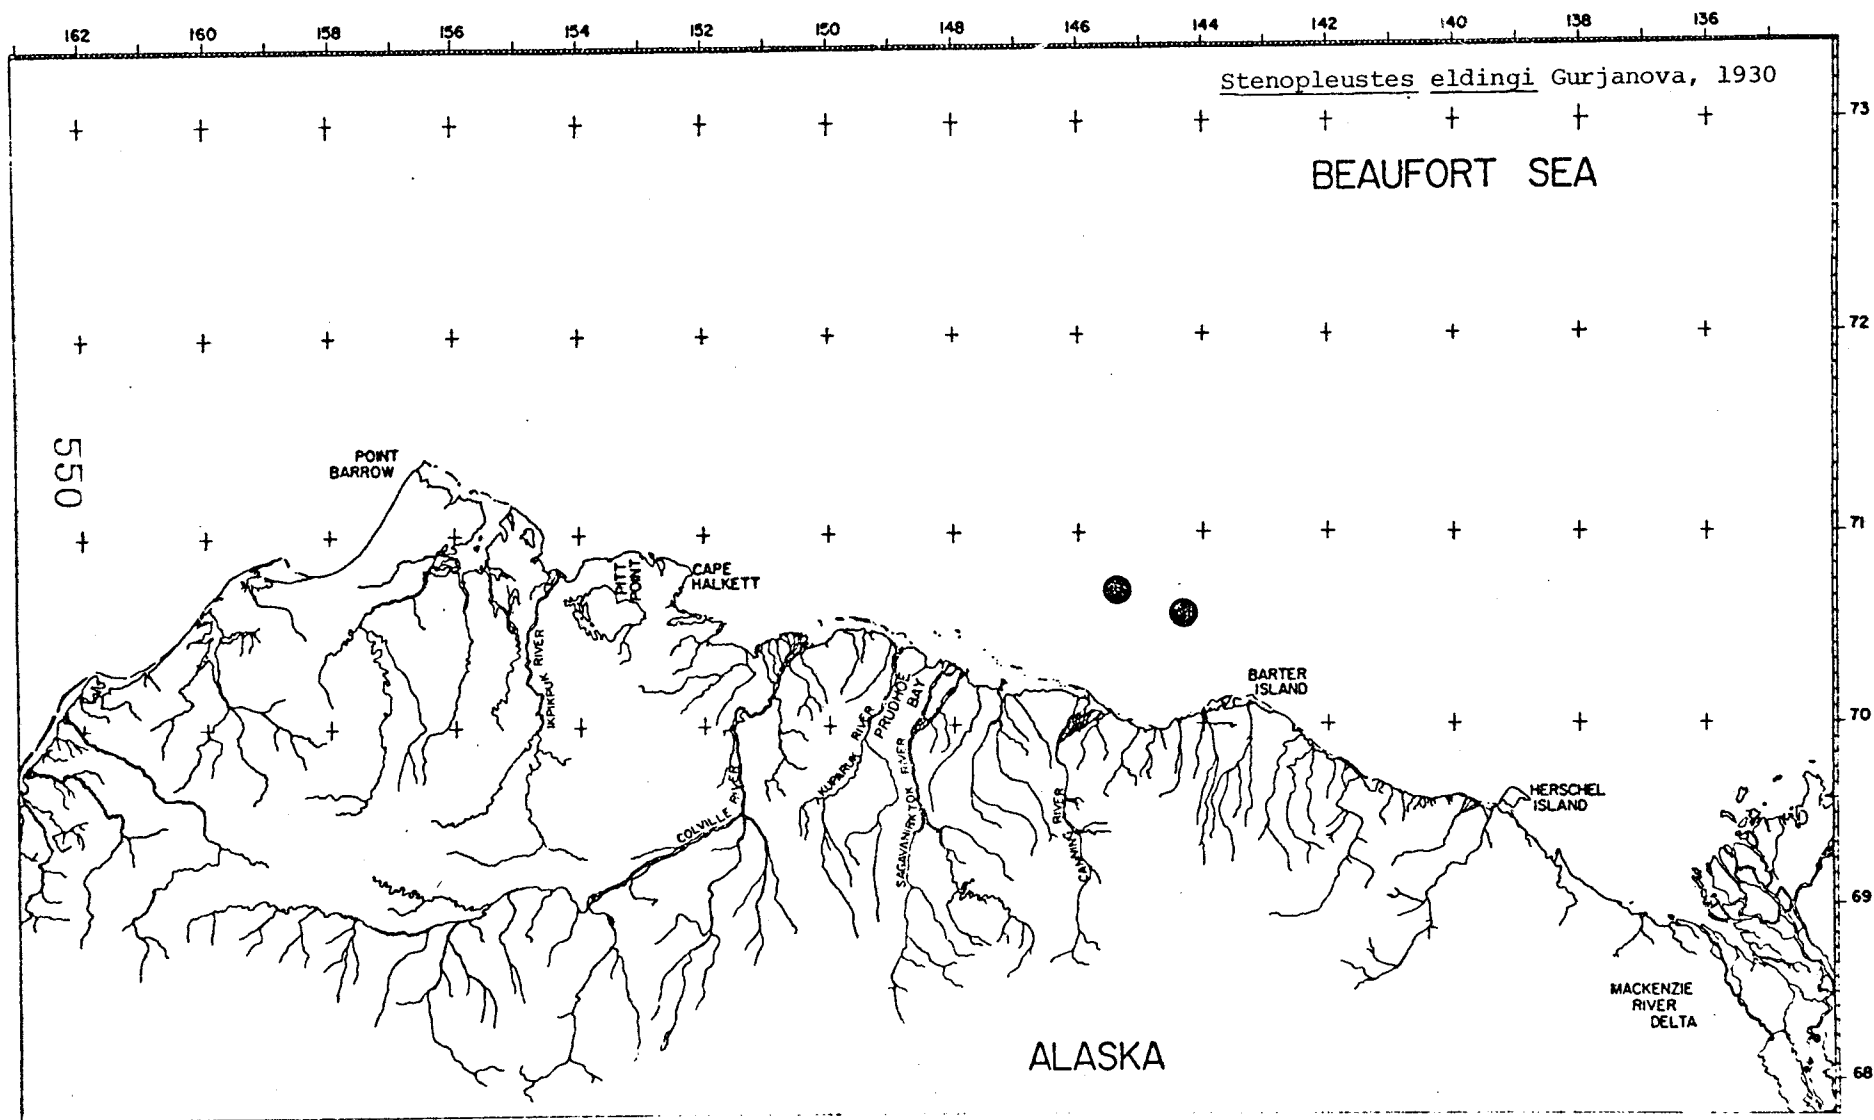 162 160 158 156 154 152 150 148 146 144 142 140 138 136
Stenopleustes eldingi Gurjanova, 1930
73
BEAUFORT SEA
72
550
POINT
BARROW
71
PITT
POINT
CAPE
HALKETT
IKPIKPUK RIVER
BARTER
ISLAND
PRUDHOE
BAY
70
KUPARUK RIVER
SAGAVANIRKTOK RIVER
COLVILLE RIVER
CANNING RIVER
HERSCHEL
ISLAND
69
MACKENZIE
RIVER
DELTA
ALASKA
68